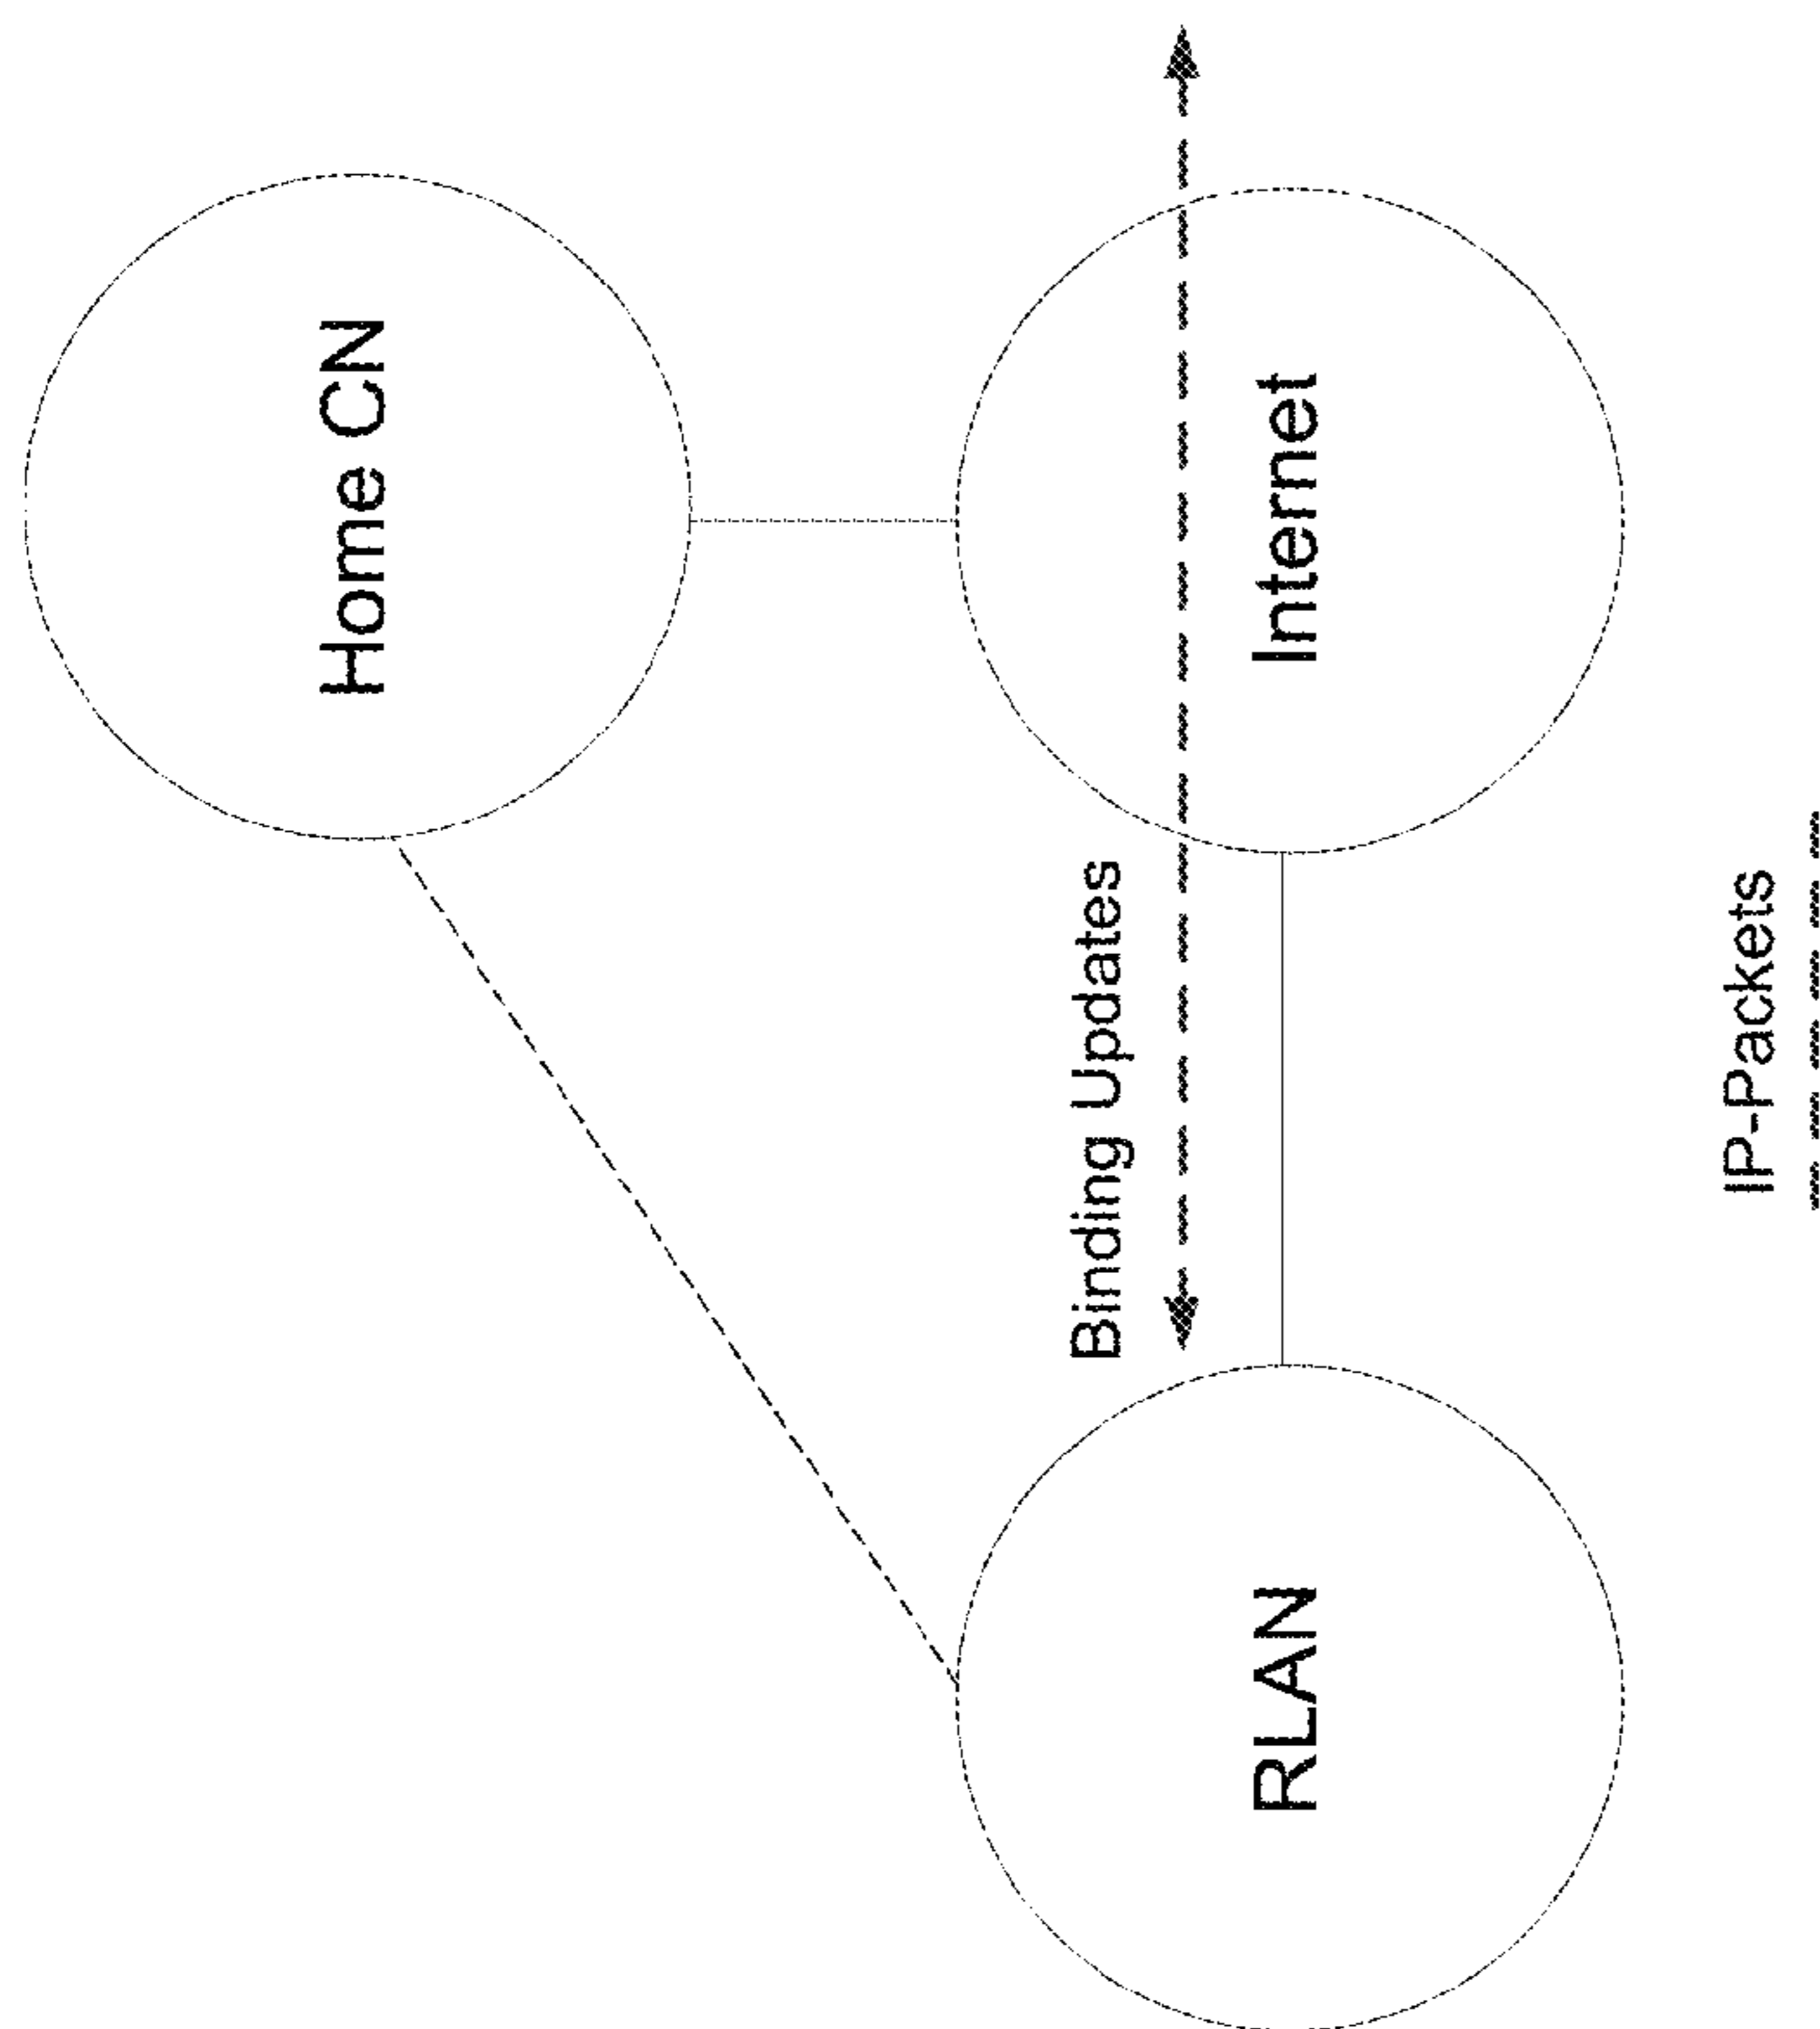 Home CN
Binding Updates
RLAN
Internet
IP-Packets